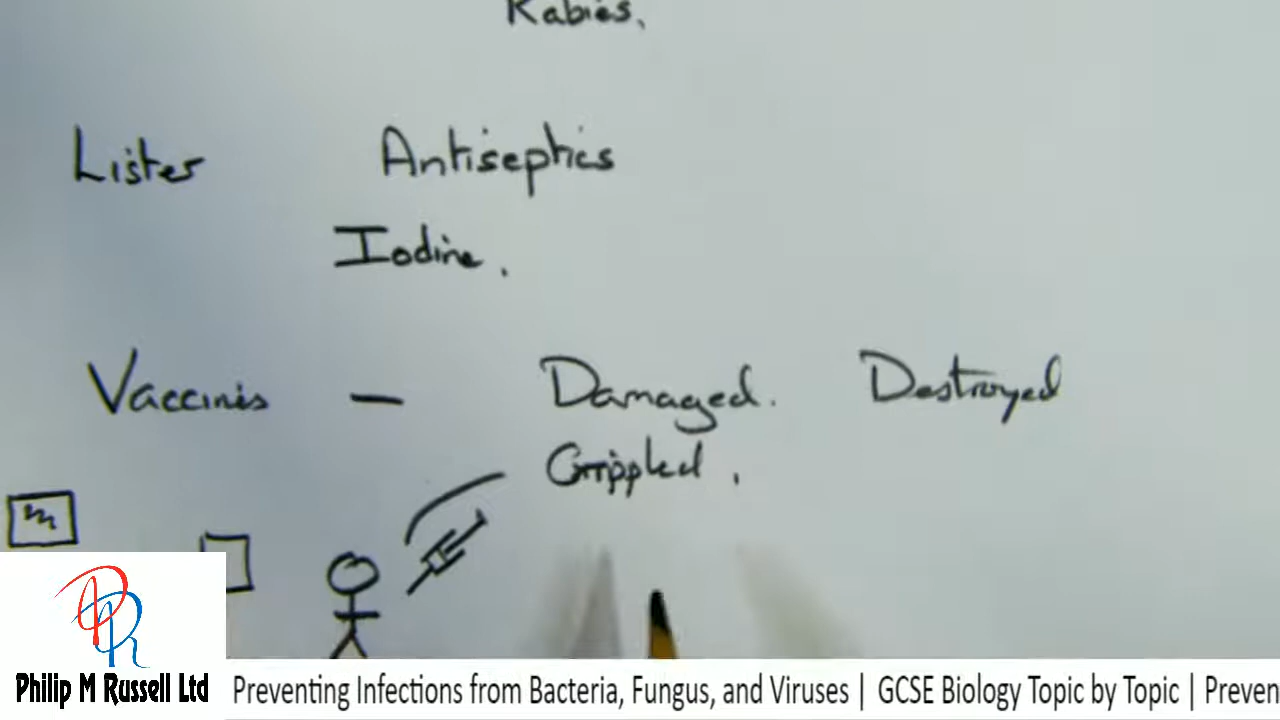 Rabies.
Lister Antiseptics
Iodine.
Vaccines — Damaged. Destroyed
Crippled.
m
Philip M Russell Ltd
Preventing Infections from Bacteria, Fungus, and Viruses | GCSE Biology Topic by Topic | Preven